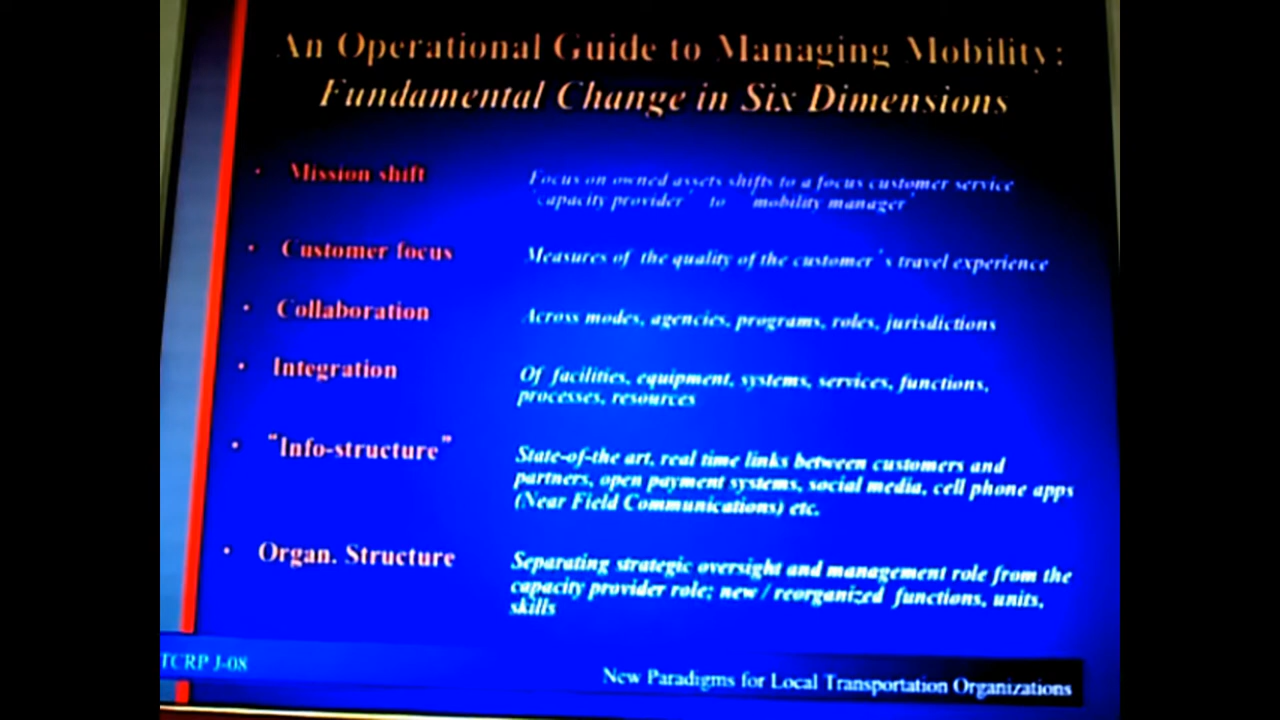 An Operational Guide to Managing Mobility:
Fundamental Change in Six Dimensions
• Mission shift
Focus on owned assets shifts to a focus customer service
"capacity provider" to "mobility manager"
• Customer focus
Measures of the quality of the customer's travel experience
• Collaboration
Across modes, agencies, programs, roles, jurisdictions
• Integration
Of facilities, equipment, systems, services, functions,
processes, resources
• "Info-structure"
State-of-the art, real time links between customers and
partners, open payment systems, social media, cell phone apps
(Near Field Communications) etc.
• Organ. Structure
Separating strategic oversight and management role from the
capacity provider role; new / reorganized functions, units,
skills
TCRP J-08
New Paradigms for Local Transportation Organizations